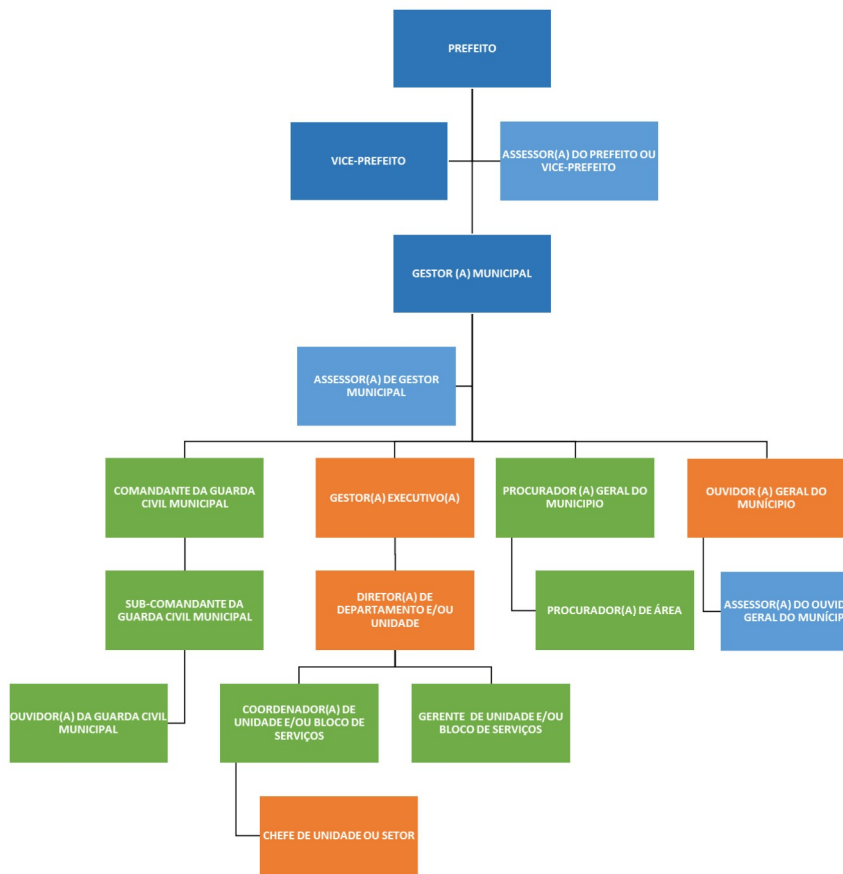 PREFEITO
VICE-PREFEITO
ASSESSOR(A) DO PREFEITO OU
VICE-PREFEITO
GESTOR (A) MUNICIPAL
ASSESSOR(A) DE GESTOR
MUNICIPAL
COMANDANTE DA GUARDA
CIVIL MUNICIPAL
GESTOR(A) EXECUTIVO(A)
PROCURADOR (A) GERAL DO
MUNICIPIO
OUVIDOR (A) GERAL DO
MUNÍCIPIO
SUB-COMANDANTE DA
GUARDA CIVIL MUNICIPAL
DIRETOR(A) DE
DEPARTAMENTO E/OU
UNIDADE
PROCURADOR(A) DE ÁREA
ASSESSOR(A) DO OUVID
GERAL DO MUNÍCIP
OUVIDOR(A) DA GUARDA CIVIL
MUNICIPAL
COORDENADOR(A) DE
UNIDADE E/OU BLOCO DE
SERVIÇOS
GERENTE DE UNIDADE E/OU
BLOCO DE SERVIÇOS
CHEFE DE UNIDADE OU SETOR